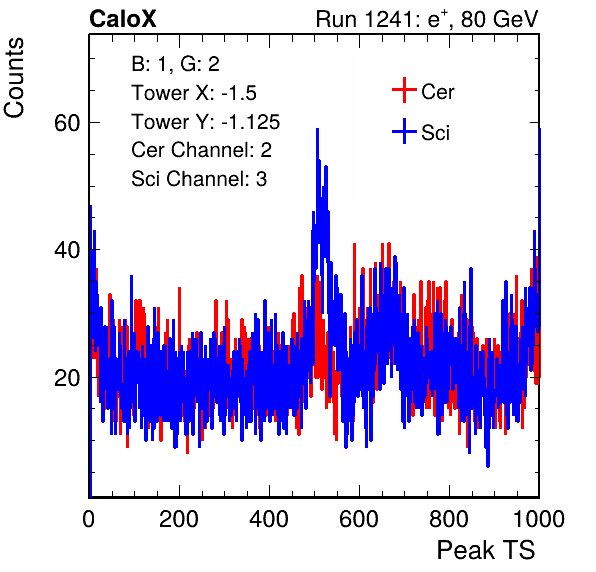 CaloX Run 1241: e+, 80 GeV
Counts
B: 1, G: 2
Tower X: -1.5
Tower Y: -1.125
Cer Channel: 2
Sci Channel: 3
Cer
Sci
60
40
20
0 200 400 600 800 1000
Peak TS